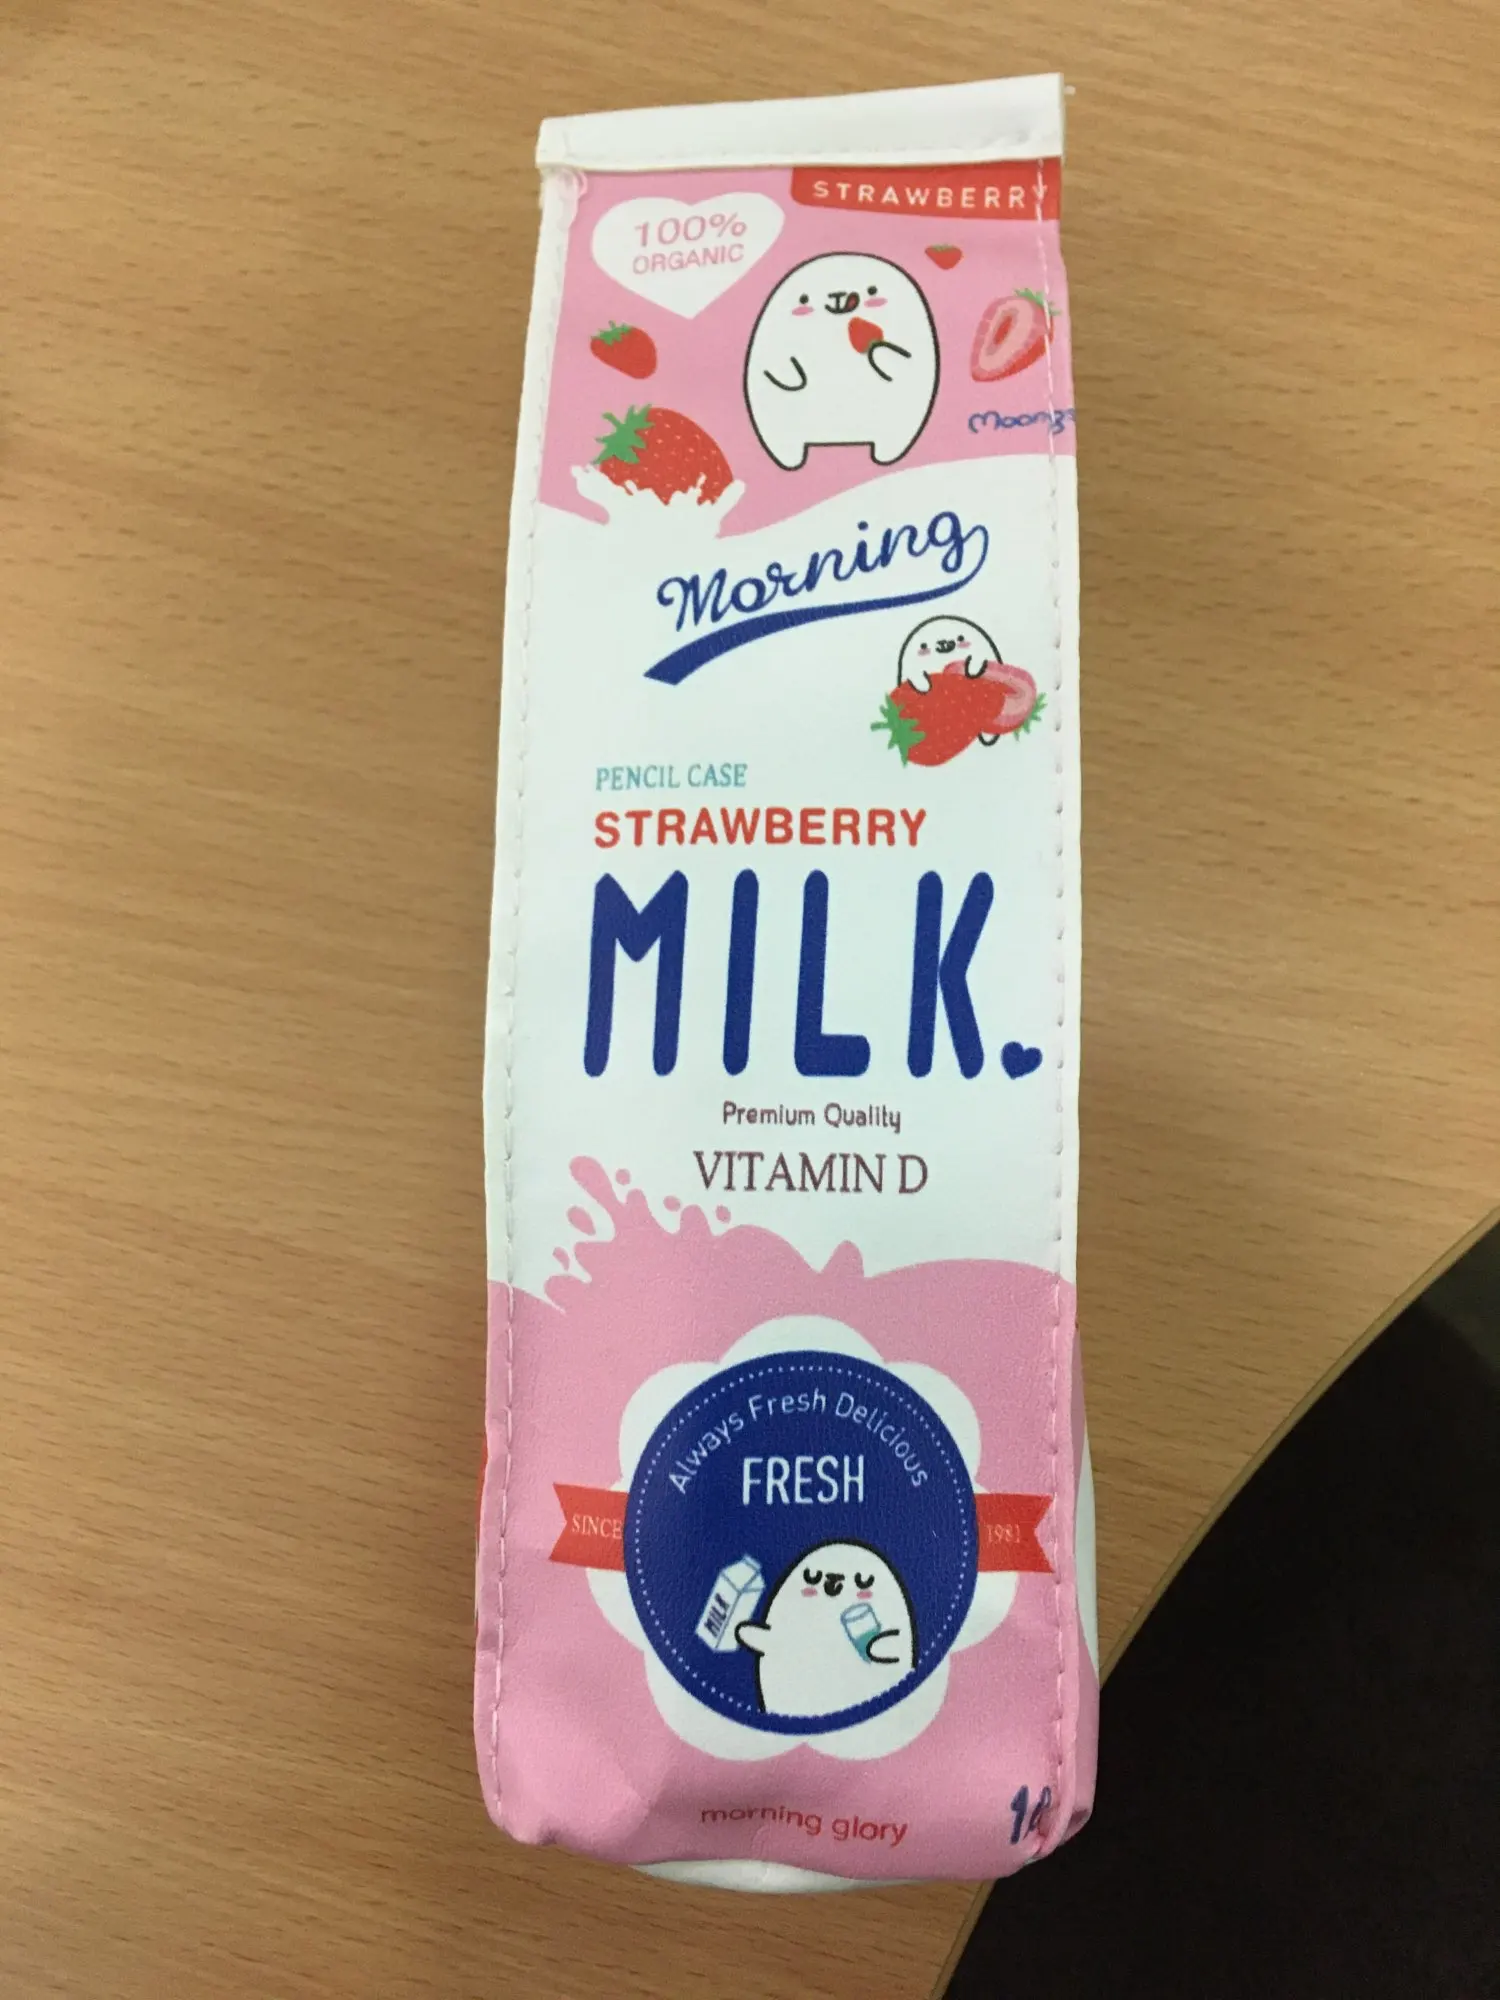 STRAWBERRY
100%
ORGANIC
Morning
PENCIL CASE
STRAWBERRY
MILK.
Premium Quality
VITAMIN D
Always Fresh Delicious
FRESH
SINCE 1981
MILK
morning glory